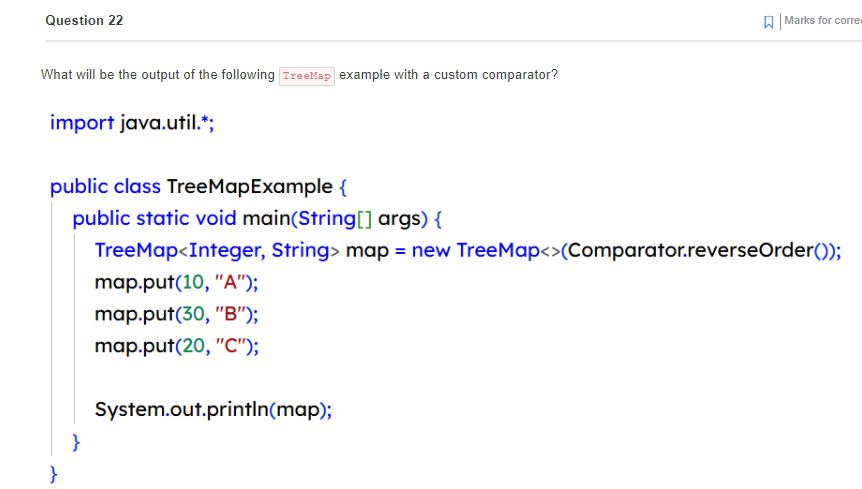 Question 22
Marks for corre
What will be the output of the following TreeMap example with a custom comparator?
import java.util.*;
public class TreeMapExample {
public static void main(String[] args) {
TreeMap<Integer, String> map = new TreeMap<>(Comparator.reverseOrder());
map.put(10, "A");
map.put(30, "B");
map.put(20, "C");
System.out.println(map);
}
}